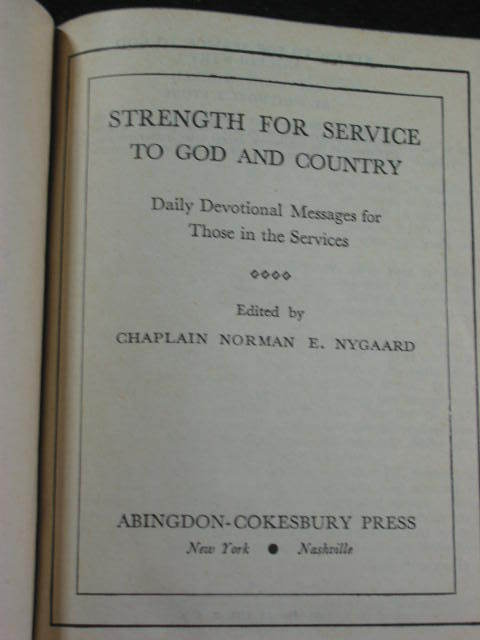 STRENGTH FOR SERVICE
TO GOD AND COUNTRY
Daily Devotional Messages for
Those in the Services
Edited by
CHAPLAIN NORMAN E. NYGAARD
ABINGDON-COKESBURY PRESS
New York ● Nashville